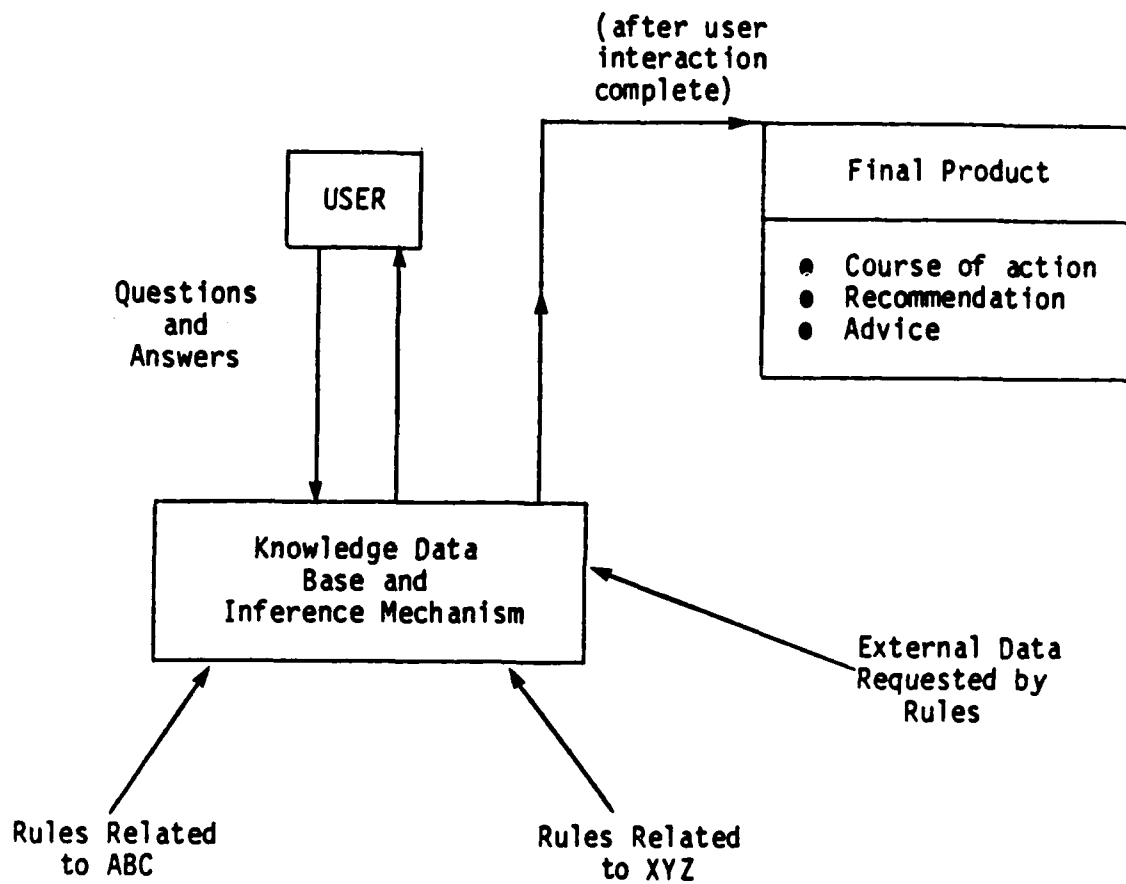 (after user
interaction
complete)
Final Product
● Course of action
● Recommendation
● Advice
USER
Questions
and
Answers
Knowledge Data
Base and
Inference Mechanism
External Data
Requested by
Rules
Rules Related
to ABC
Rules Related
to XYZ